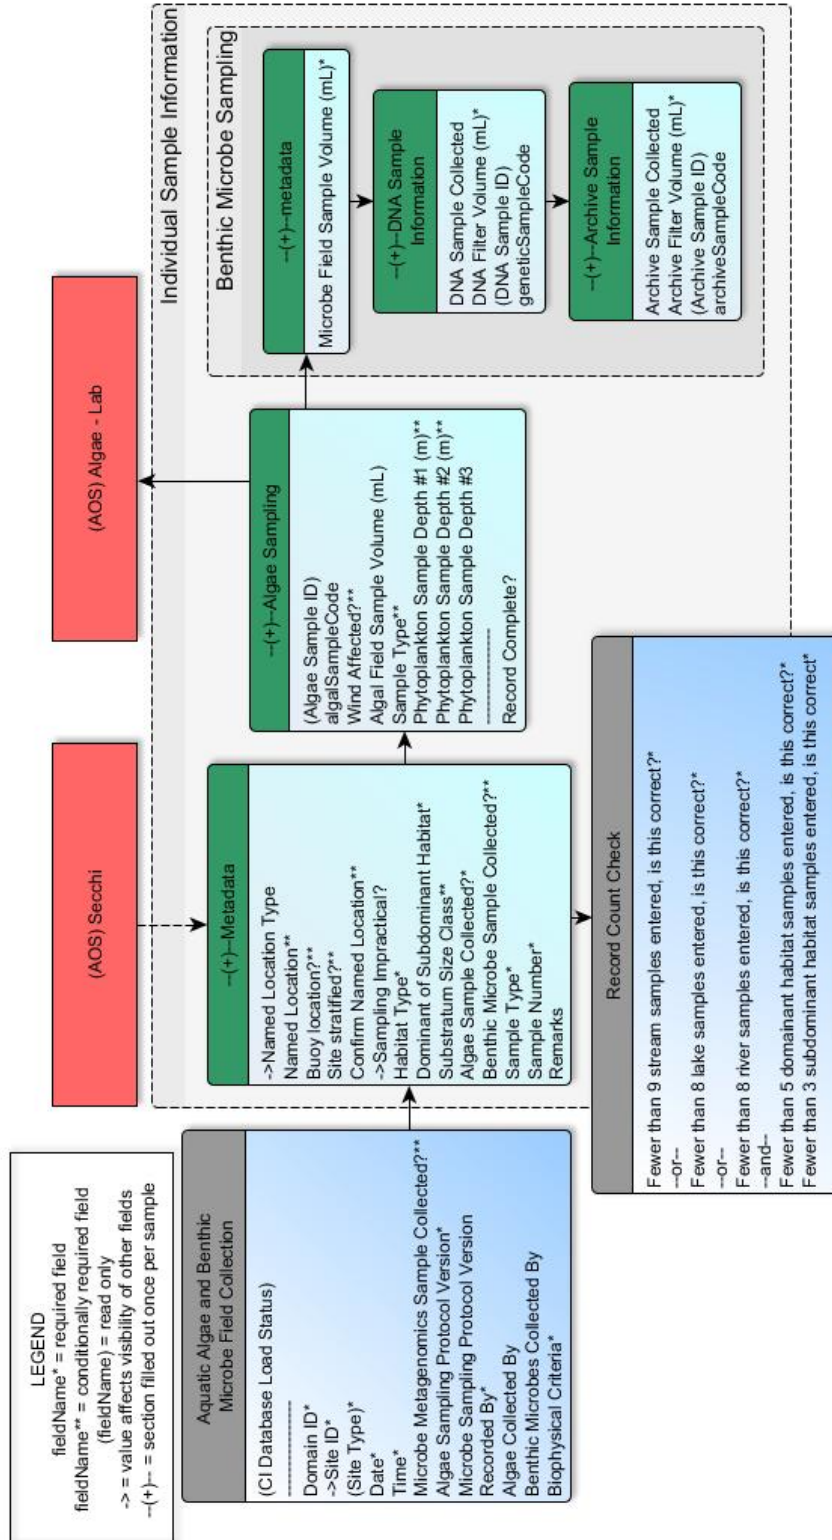 LEGEND
fieldName* = required field
fieldName** = conditionally required field
(fieldName) = read only
-> = value affects visibility of other fields
--(+)-- = section filled out once per sample
Aquatic Algae and Benthic
Microbe Field Collection
(CI Database Load Status)
--------------------
Domain ID*
->Site ID*
(Site Type)*
Date*
Time*
Microbe Metagenomics Sample Collected?**
Algae Sampling Protocol Version*
Microbe Sampling Protocol Version
Recorded By*
Algae Collected By
Benthic Microbes Collected By
Biophysical Criteria*
(AOS) Secchi
(AOS) Algae - Lab
Individual Sample Information
--(+)--Metadata
->Named Location Type
Named Location**
Buoy location?**
Site stratified?**
Confirm Named Location**
->Sampling Impractical?
Habitat Type*
Dominant of Subdominant Habitat*
Substratum Size Class**
Algae Sample Collected?*
Benthic Microbe Sample Collected?**
Sample Type*
Sample Number*
Remarks
--(+)--Algae Sampling
(Algae Sample ID)
algalSampleCode
Wind Affected?**
Algal Field Sample Volume (mL)
Sample Type**
Phytoplankton Sample Depth #1 (m)**
Phytoplankton Sample Depth #2 (m)**
Phytoplankton Sample Depth #3
--------------------
Record Complete?
Benthic Microbe Sampling
--(+)--metadata
Microbe Field Sample Volume (mL)*
--(+)--DNA Sample
Information
DNA Sample Collected
DNA Filter Volume (mL)*
(DNA Sample ID)
geneticSampleCode
--(+)--Archive Sample
Information
Archive Sample Collected
Archive Filter Volume (mL)*
(Archive Sample ID)
archiveSampleCode
Record Count Check
Fewer than 9 stream samples entered, is this correct?*
--or--
Fewer than 8 lake samples entered, is this correct?*
--or--
Fewer than 8 river samples entered, is this correct?*
--and--
Fewer than 5 domainant habitat samples entered, is this correct?*
Fewer than 3 subdominant habitat samples entered, is this correct*